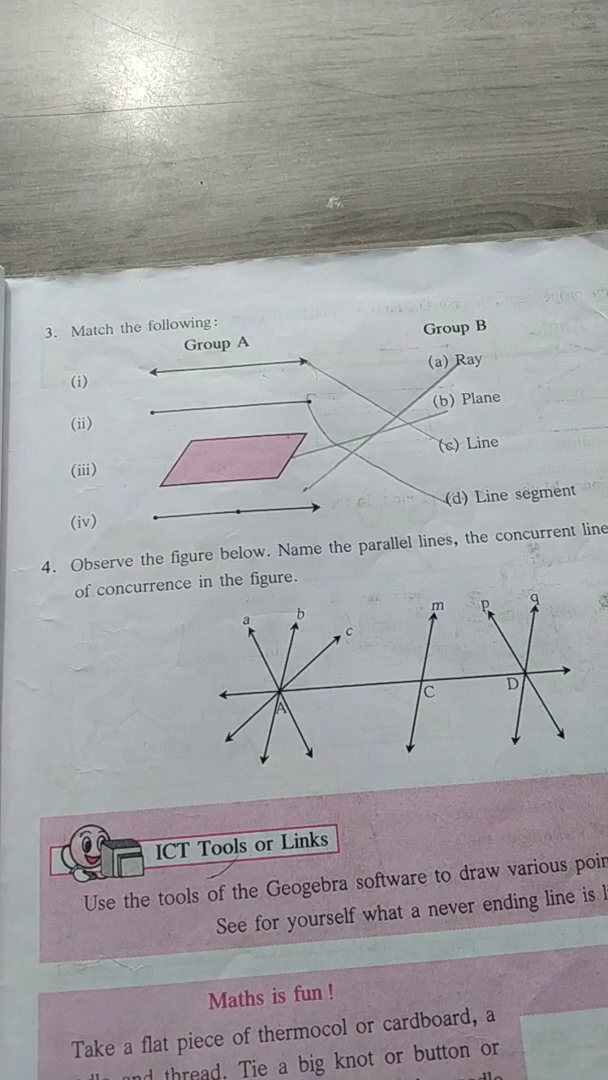 3. Match the following:
Group A
Group B
(i)
(a) Ray
(ii)
(b) Plane
(iii)
(c) Line
(iv)
(d) Line segment
4. Observe the figure below. Name the parallel lines, the concurrent line
of concurrence in the figure.
a b c m p q
A C D
ICT Tools or Links
Use the tools of the Geogebra software to draw various poin
See for yourself what a never ending line is l
Maths is fun !
Take a flat piece of thermocol or cardboard, a
and thread. Tie a big knot or button or